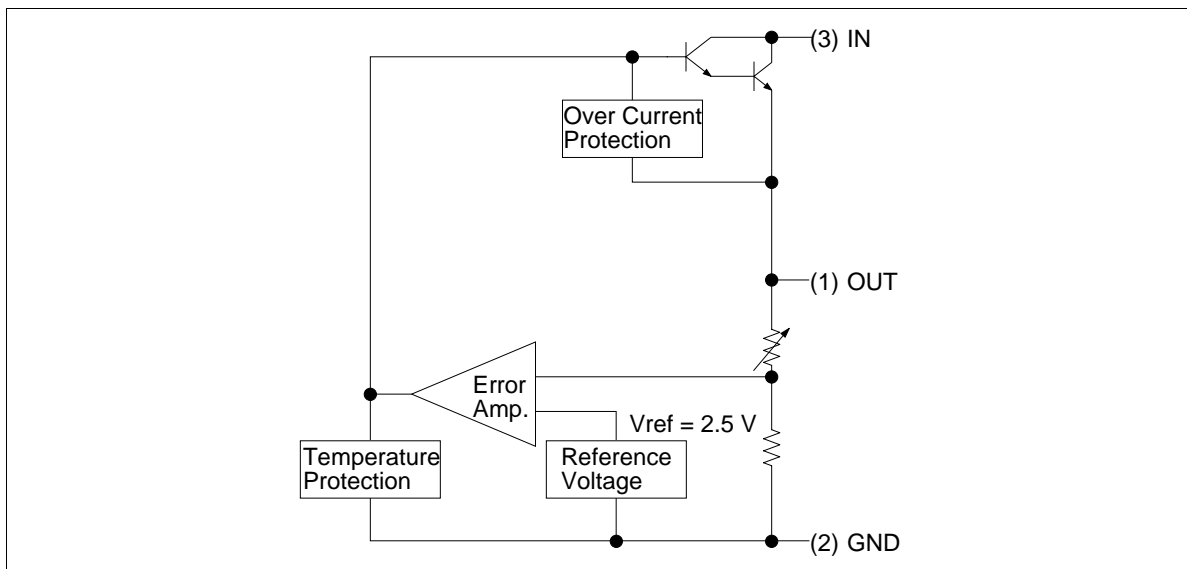 (3) IN
Over Current
Protection
(1) OUT
Error
Amp.
Vref = 2.5 V
Temperature
Protection
Reference
Voltage
(2) GND